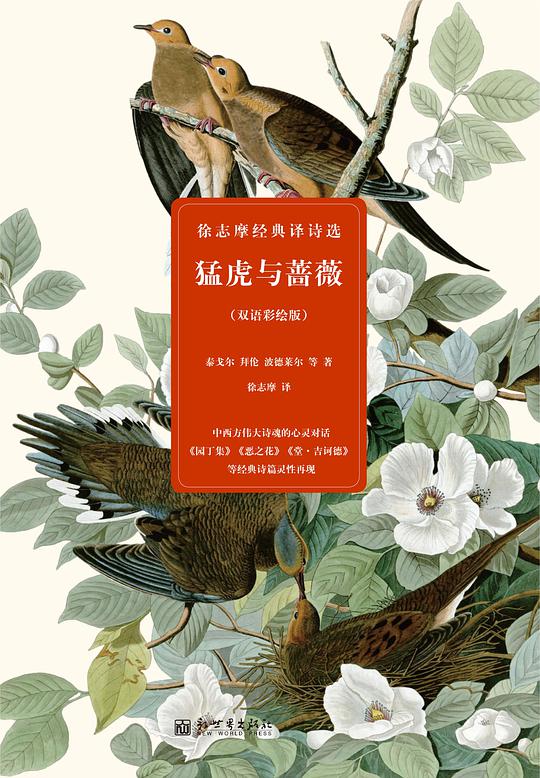 徐志摩经典译诗选
猛虎与蔷薇
（双语彩绘版）
泰戈尔 拜伦 波德莱尔 等 著
徐志摩 译
中西方伟大诗魂的心灵对话
《园丁集》《恶之花》《堂·吉诃德》
等经典诗篇灵性再现
新世界出版社
NEW WORLD PRESS